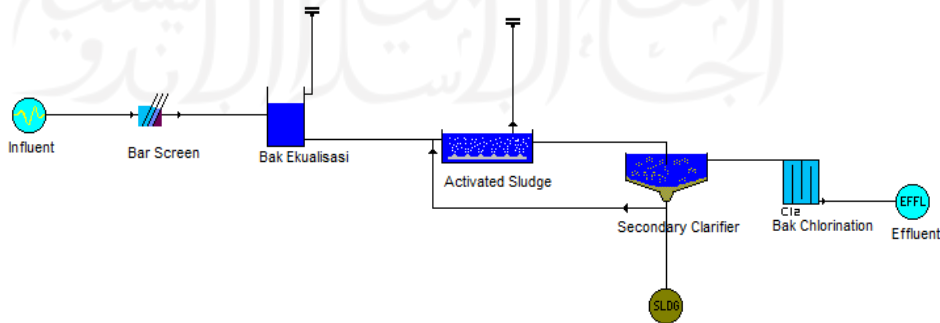 Influent
Bar Screen
Bak Ekualisasi
Activated Sludge
Secondary Clarifier
Cl2
Bak Chlorination
EFFL
Effluent
SLDG